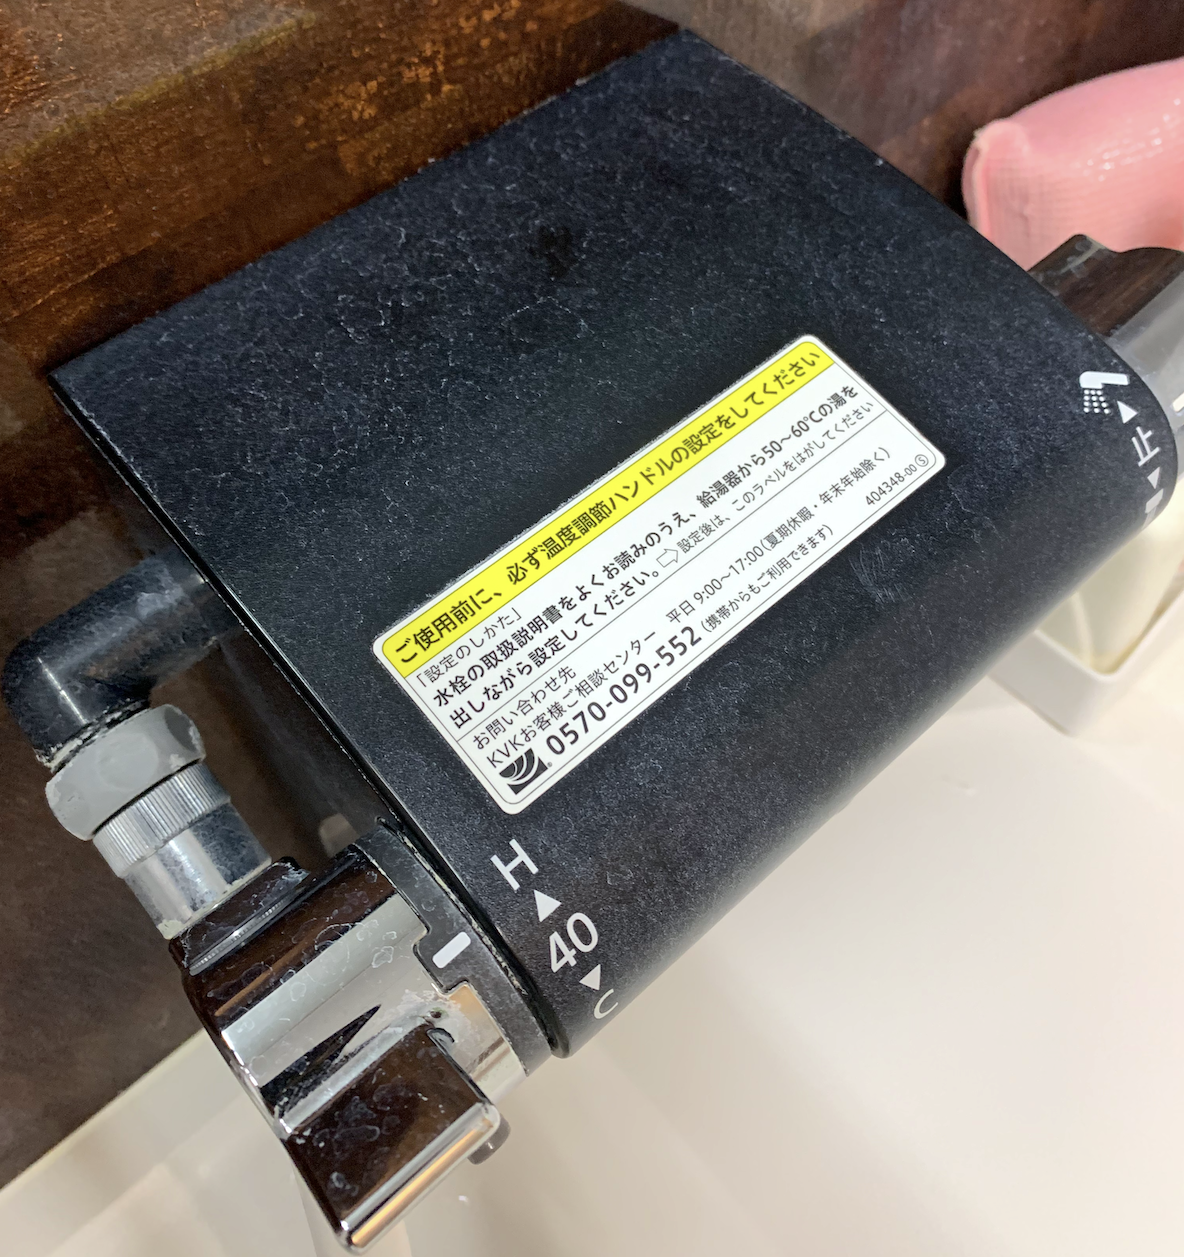 ご使用前に、必ず温度調節ハンドルの設定をしてください
「設定のしかた」
水栓の取扱説明書をよくお読みのうえ、給湯器から50〜60℃の湯を
出しながら設定してください。⇨設定後は、このラベルをはがしてください
お問い合わせ先
KVKお客様ご相談センター 平日 9:00〜17:00(夏期休暇・年末年始除く)
0570-099-552 (携帯からもご利用できます)
404348-00 Ⓢ
H
▲
40
▼
C
▲
止
▼